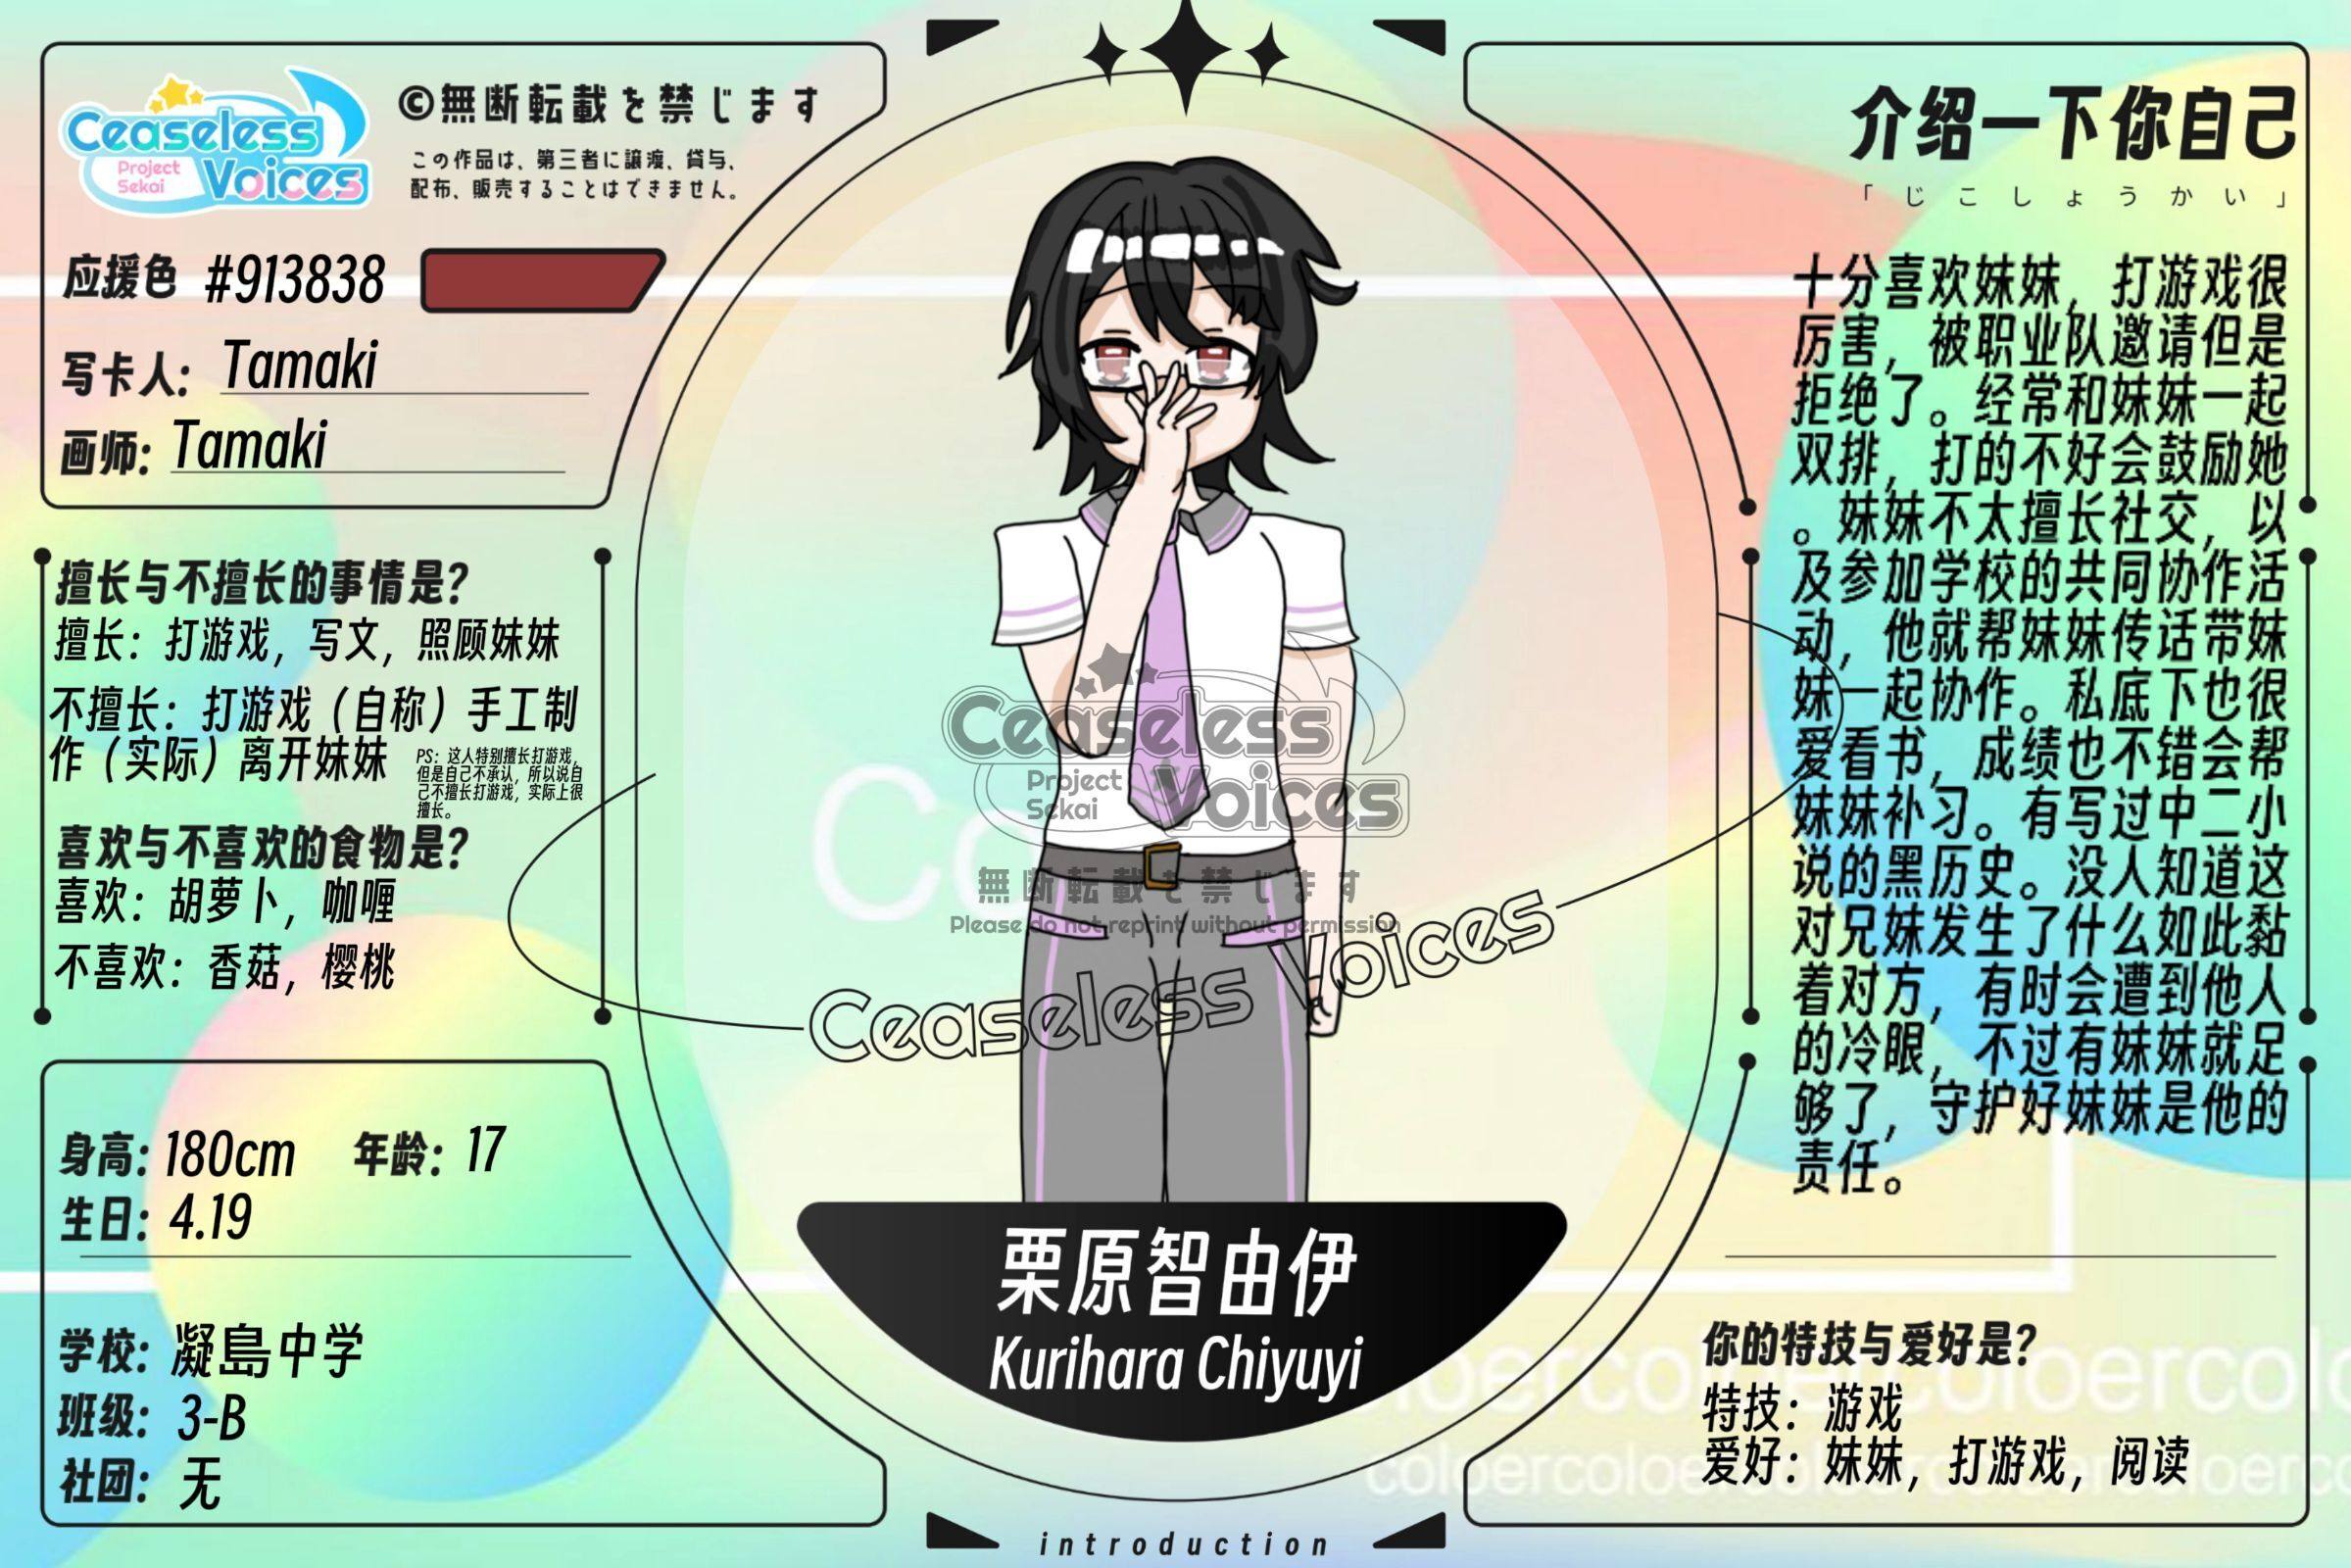 Ceaseless
Project
Sekai
Voices
©無断転載を禁じます
この作品は、第三者に譲渡、貸与、
配布、販売することはできません。
应援色 #913838
写卡人: Tamaki
画师: Tamaki
擅长与不擅长的事情是?
擅长：打游戏，写文，照顾妹妹
不擅长：打游戏（自称）手工制
作（实际）离开妹妹
PS：这人特别擅长打游戏，
但是自己不承认，所以说自
己不擅长打游戏，实际上很
擅长。
喜欢与不喜欢的食物是?
喜欢：胡萝卜，咖喱
不喜欢：香菇，樱桃
身高: 180cm 年龄: 17
生日: 4.19
学校: 凝島中学
班级: 3-B
社团: 无
Ceaseless
Project
Sekai
Voices
無断転載を禁じます
Please do not reprint without permission
Ceaseless Voices
栗原智由伊
Kurihara Chiyuyi
introduction
介绍一下你自己
「じこしょうかい」
十分喜欢妹妹，打游戏很
厉害，被职业队邀请但是
拒绝了。经常和妹妹一起
双排，打的不好会鼓励她
。妹妹不太擅长社交，以
及参加学校的共同协作活
动，他就帮妹妹传话带妹
妹一起协作。私底下也很
爱看书，成绩也不错会帮
妹妹补习。有写过中二小
说的黑历史。没人知道这
对兄妹发生了什么如此黏
着对方，有时会遭到他人
的冷眼，不过有妹妹就足
够了，守护好妹妹是他的
责任。
你的特技与爱好是?
特技：游戏
爱好：妹妹，打游戏，阅读